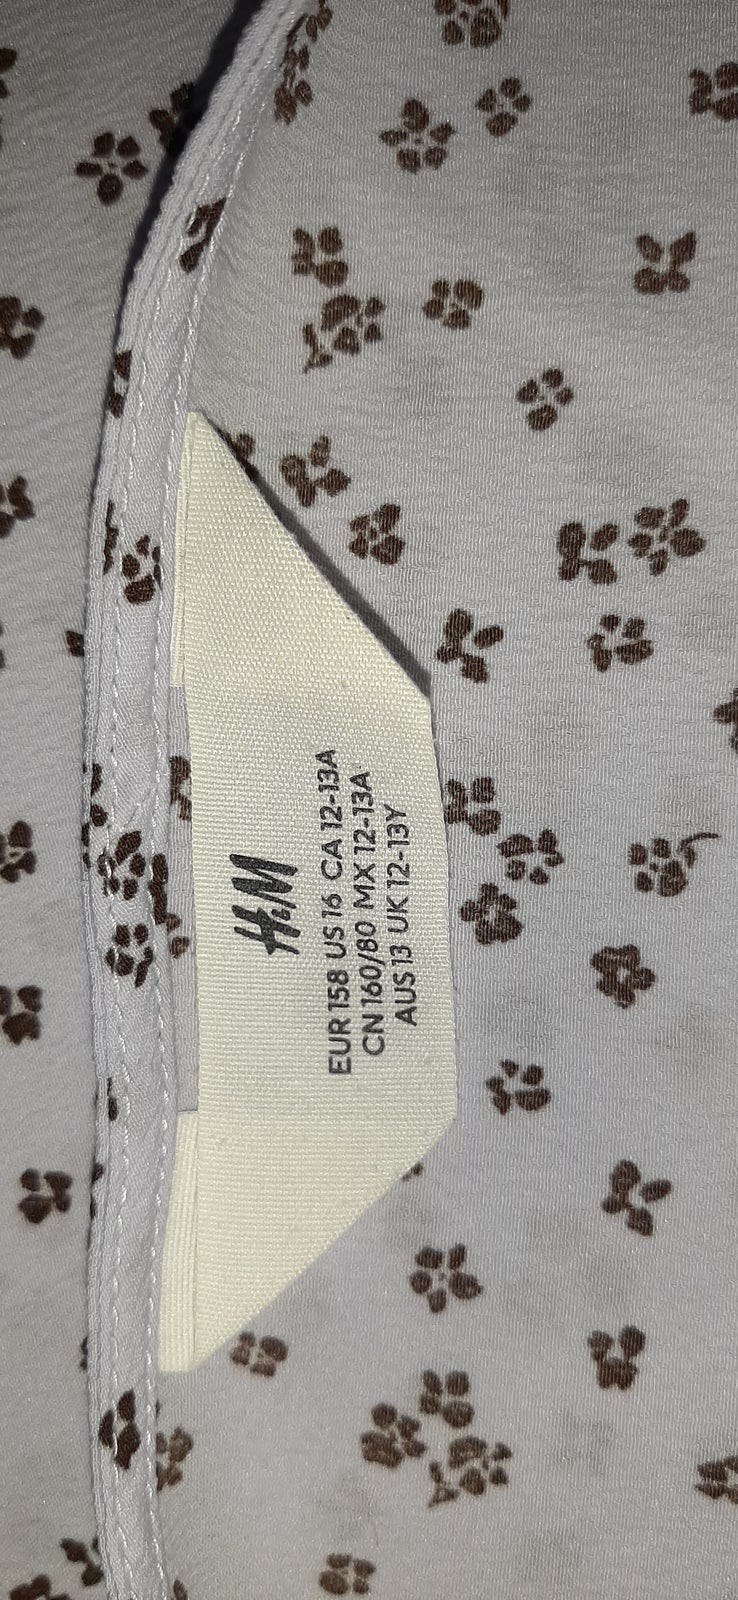 H&M
EUR 158 US 16 CA 12-13A
CN 160/80 MX 12-13A
AUS 13 UK 12-13Y